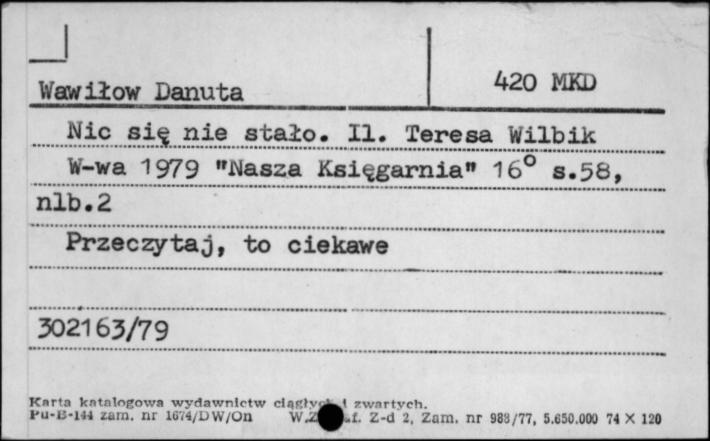 Wawiłow Danuta 420 MKD
Nic się nie stało. Il. Teresa Wilbik
W-wa 1979 "Nasza Księgarnia" 16° s.58,
nlb.2
Przeczytaj, to ciekawe
302163/79
Karta katalogowa wydawnictw i zwartych.
Pu-B-144 zam. nr 1674/DW/On Z-d 2, Zam. nr 988/77, 5.650.000 74 X 120